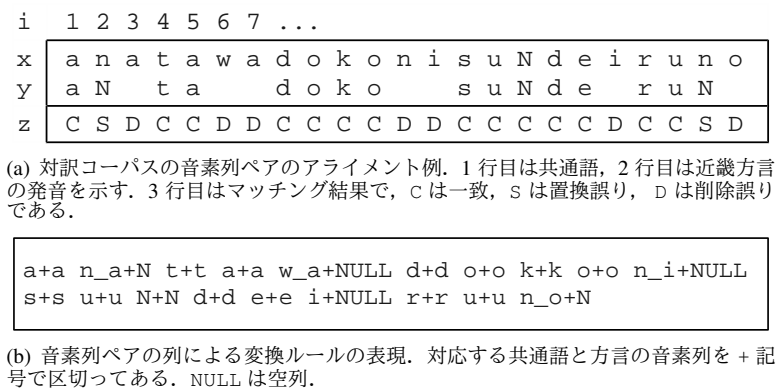 i 1 2 3 4 5 6 7 ...
x a n a t a w a d o k o n i s u N d e i r u n o
y a N t a d o k o s u N d e r u N
z C S D C C D D C C C C D D C C C C C D C C S D
(a) 対訳コーパスの音素列ペアのアライメント例．1 行目は共通語，2 行目は近畿方言
の発音を示す．3 行目はマッチング結果で，C は一致，S は置換誤り， D は削除誤り
である．
a+a n_a+N t+t a+a w_a+NULL d+d o+o k+k o+o n_i+NULL
s+s u+u N+N d+d e+e i+NULL r+r u+u n_o+N
(b) 音素列ペアの列による変換ルールの表現．対応する共通語と方言の音素列を + 記
号で区切ってある．NULL は空列．